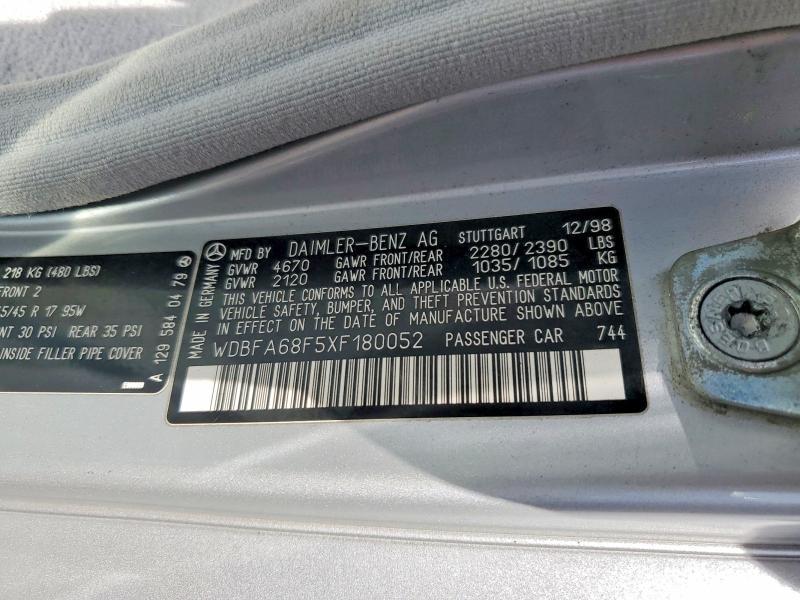 218 KG (480 LBS)
FRONT 2
5/45 R 17 95W
30 PSI REAR 35 PSI
INSIDE FILLER PIPE COVER
A 129 584 04 79
MADE IN GERMANY
MFD BY DAIMLER-BENZ AG STUTTGART 12/98
GVWR 4670 GAWR FRONT/REAR 2280/2390 LBS
GVWR 2120 GAWR FRONT/REAR 1035/1085 KG
THIS VEHICLE CONFORMS TO ALL APPLICABLE U.S. FEDERAL MOTOR
VEHICLE SAFETY, BUMPER, AND THEFT PREVENTION STANDARDS
IN EFFECT ON THE DATE OF MANUFACTURE SHOWN ABOVE
WDBFA68F5XF180052 PASSENGER CAR 744